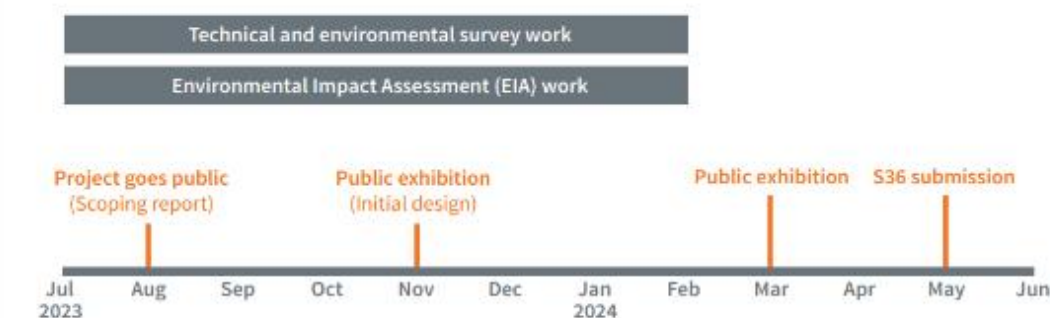 Technical and environmental survey work
Environmental Impact Assessment (EIA) work
Project goes public
(Scoping report)
Public exhibition
(Initial design)
Public exhibition
S36 submission
Jul Aug Sep Oct Nov Dec Jan Feb Mar Apr May Jun
2023 2024